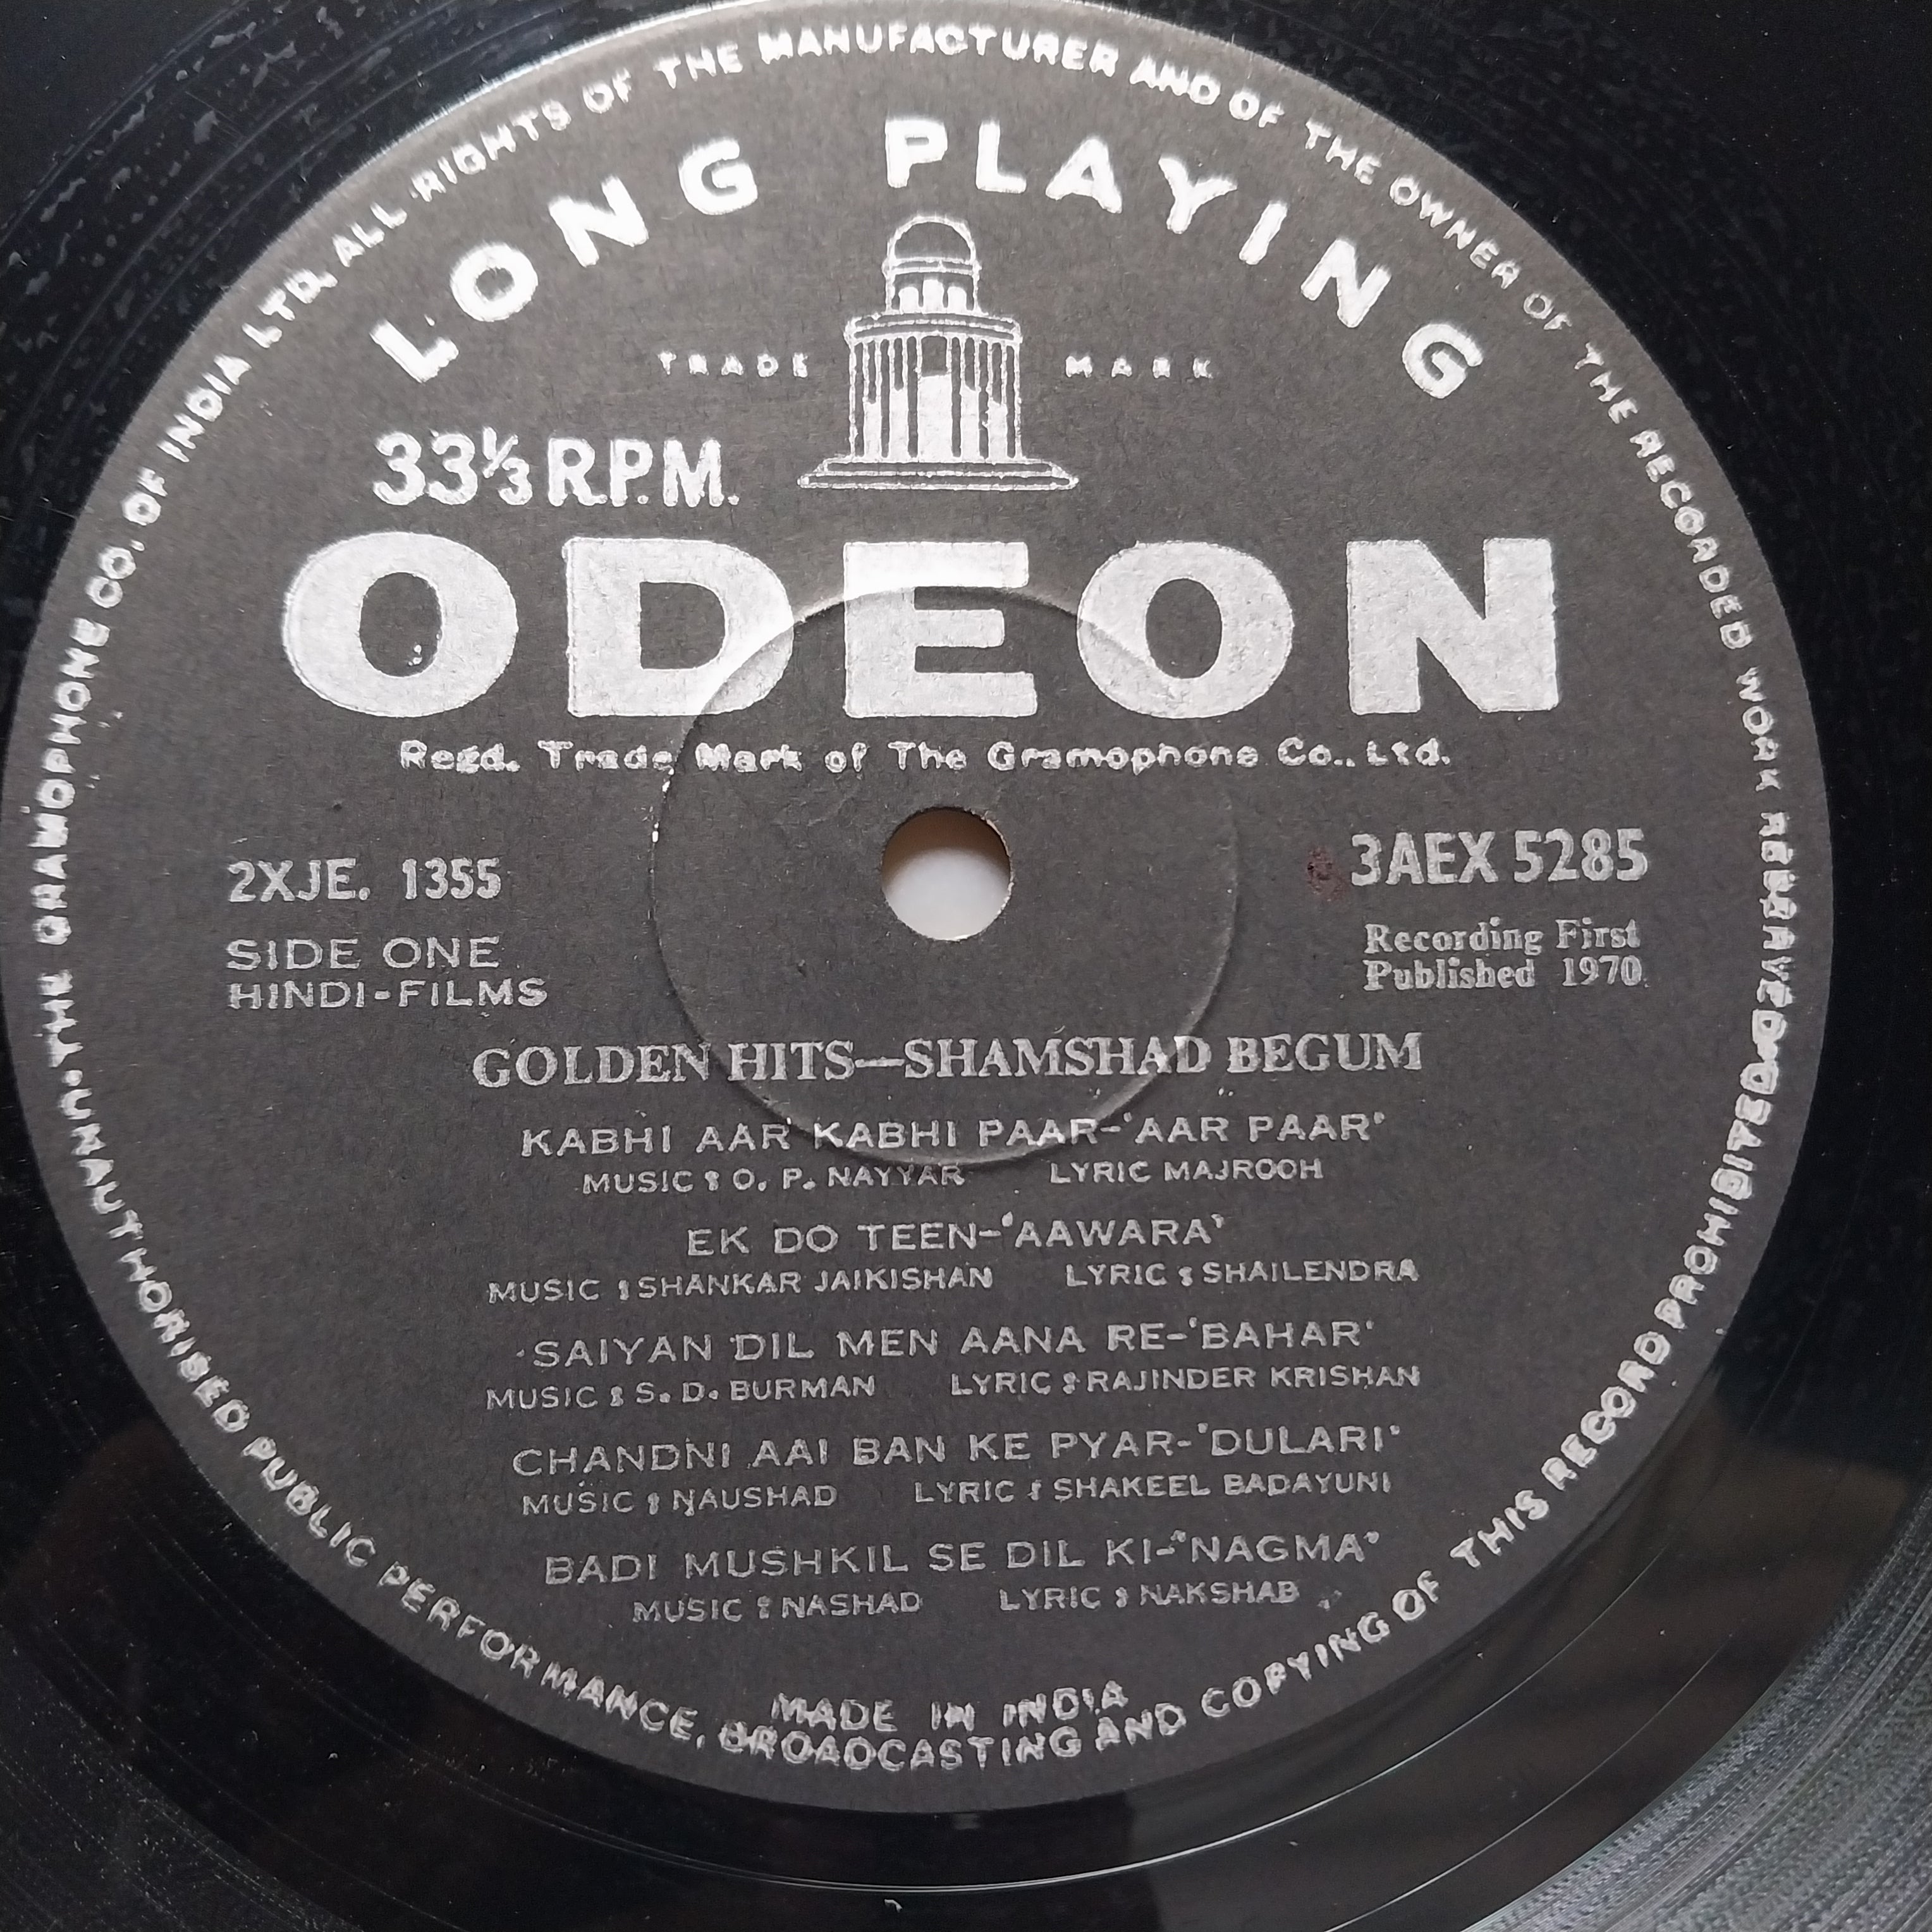 THE GRAMOPHONE CO. OF INDIA LTD. ALL RIGHTS OF THE MANUFACTURER AND OF THE OWNER OF THE RECORDED WORK RESERVED. UNAUTHORISED PUBLIC PERFORMANCE, BROADCASTING AND COPYING OF THIS RECORD PROHIBITED.
LONG PLAYING
TRADE MARK
33⅓ R.P.M.
ODEON
Regd. Trade Mark of The Gramophone Co., Ltd.
2XJE. 1355
3AEX 5285
SIDE ONE
HINDI-FILMS
Recording First
Published 1970
GOLDEN HITS—SHAMSHAD BEGUM
KABHI AAR KABHI PAAR-'AAR PAAR'
MUSIC : O. P. NAYYAR LYRIC MAJROOH
EK DO TEEN-'AAWARA'
MUSIC : SHANKAR JAIKISHAN LYRIC : SHAILENDRA
SAIYAN DIL MEN AANA RE-'BAHAR'
MUSIC : S. D. BURMAN LYRIC : RAJINDER KRISHAN
CHANDNI AAI BAN KE PYAR-'DULARI'
MUSIC : NAUSHAD LYRIC : SHAKEEL BADAYUNI
BADI MUSHKIL SE DIL KI-'NAGMA'
MUSIC : NASHAD LYRIC : NAKSHAB
MADE IN INDIA